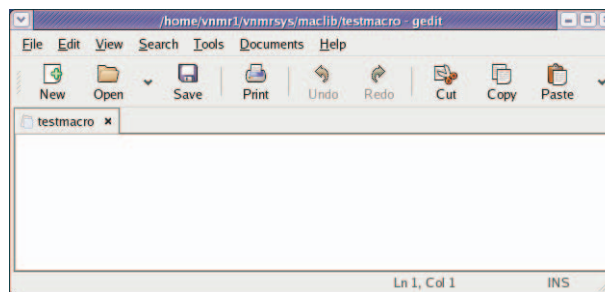 /home/vnmr1/vnmrsys/maclib/testmacro - gedit
File Edit View Search Tools Documents Help
New Open Save Print Undo Redo Cut Copy Paste
testmacro
Ln 1, Col 1 INS